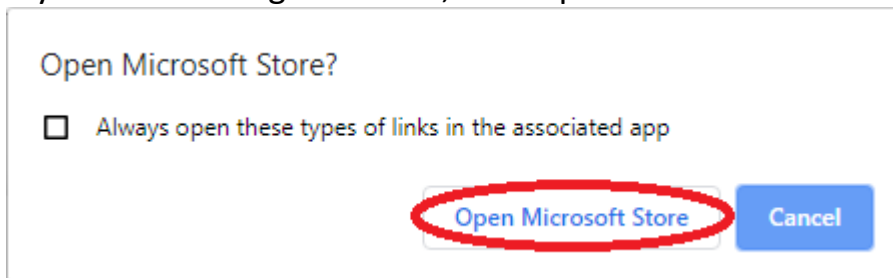 Open Microsoft Store?
Always open these types of links in the associated app
Open Microsoft Store Cancel